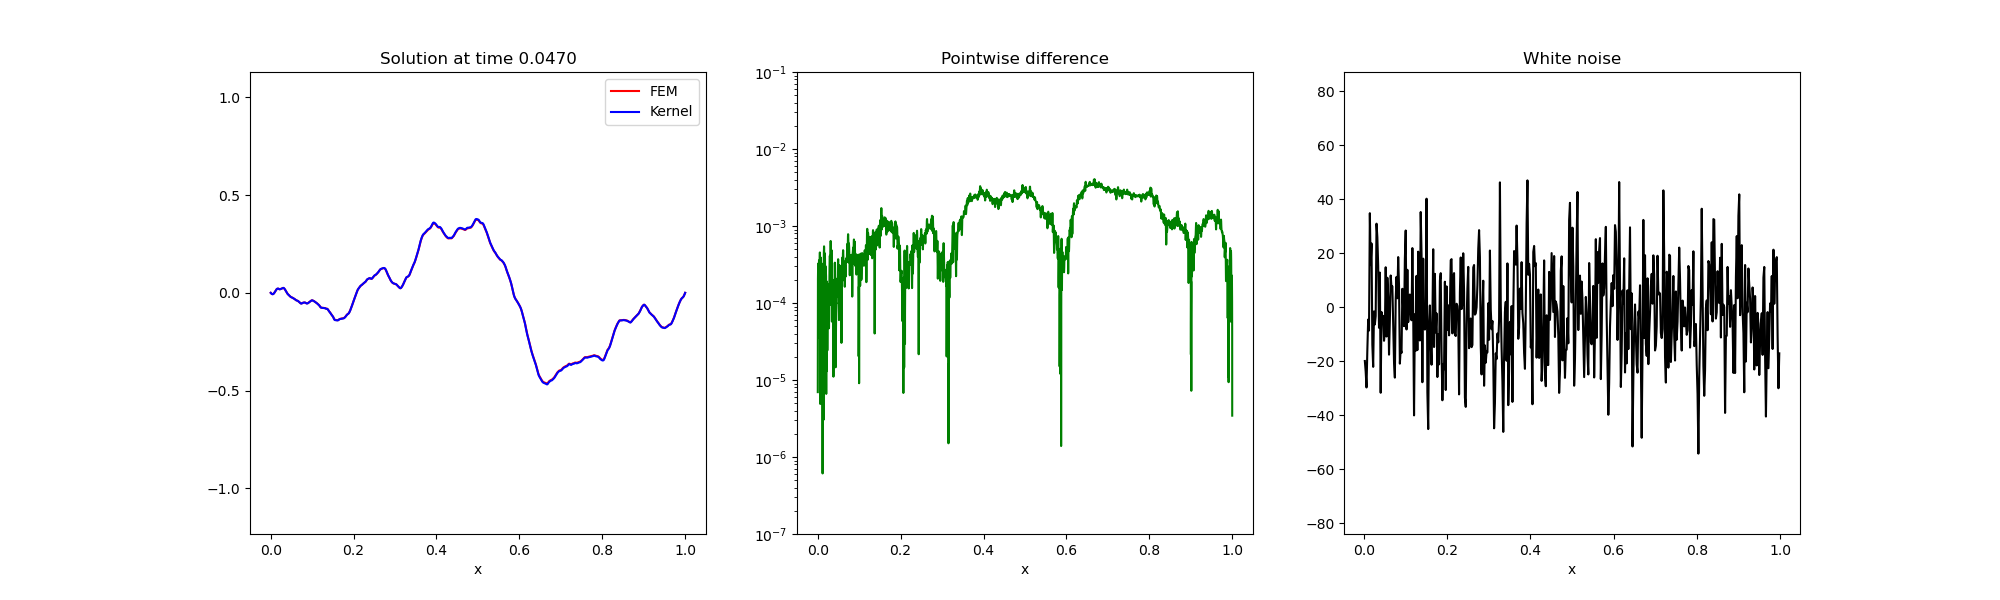 Solution at time 0.0470
1.0
0.5
0.0
−0.5
−1.0
FEM
Kernel
0.0 0.2 0.4 0.6 0.8 1.0
x
Pointwise difference
10⁻¹
10⁻²
10⁻³
10⁻⁴
10⁻⁵
10⁻⁶
10⁻⁷
0.0 0.2 0.4 0.6 0.8 1.0
x
White noise
80
60
40
20
0
−20
−40
−60
−80
0.0 0.2 0.4 0.6 0.8 1.0
x